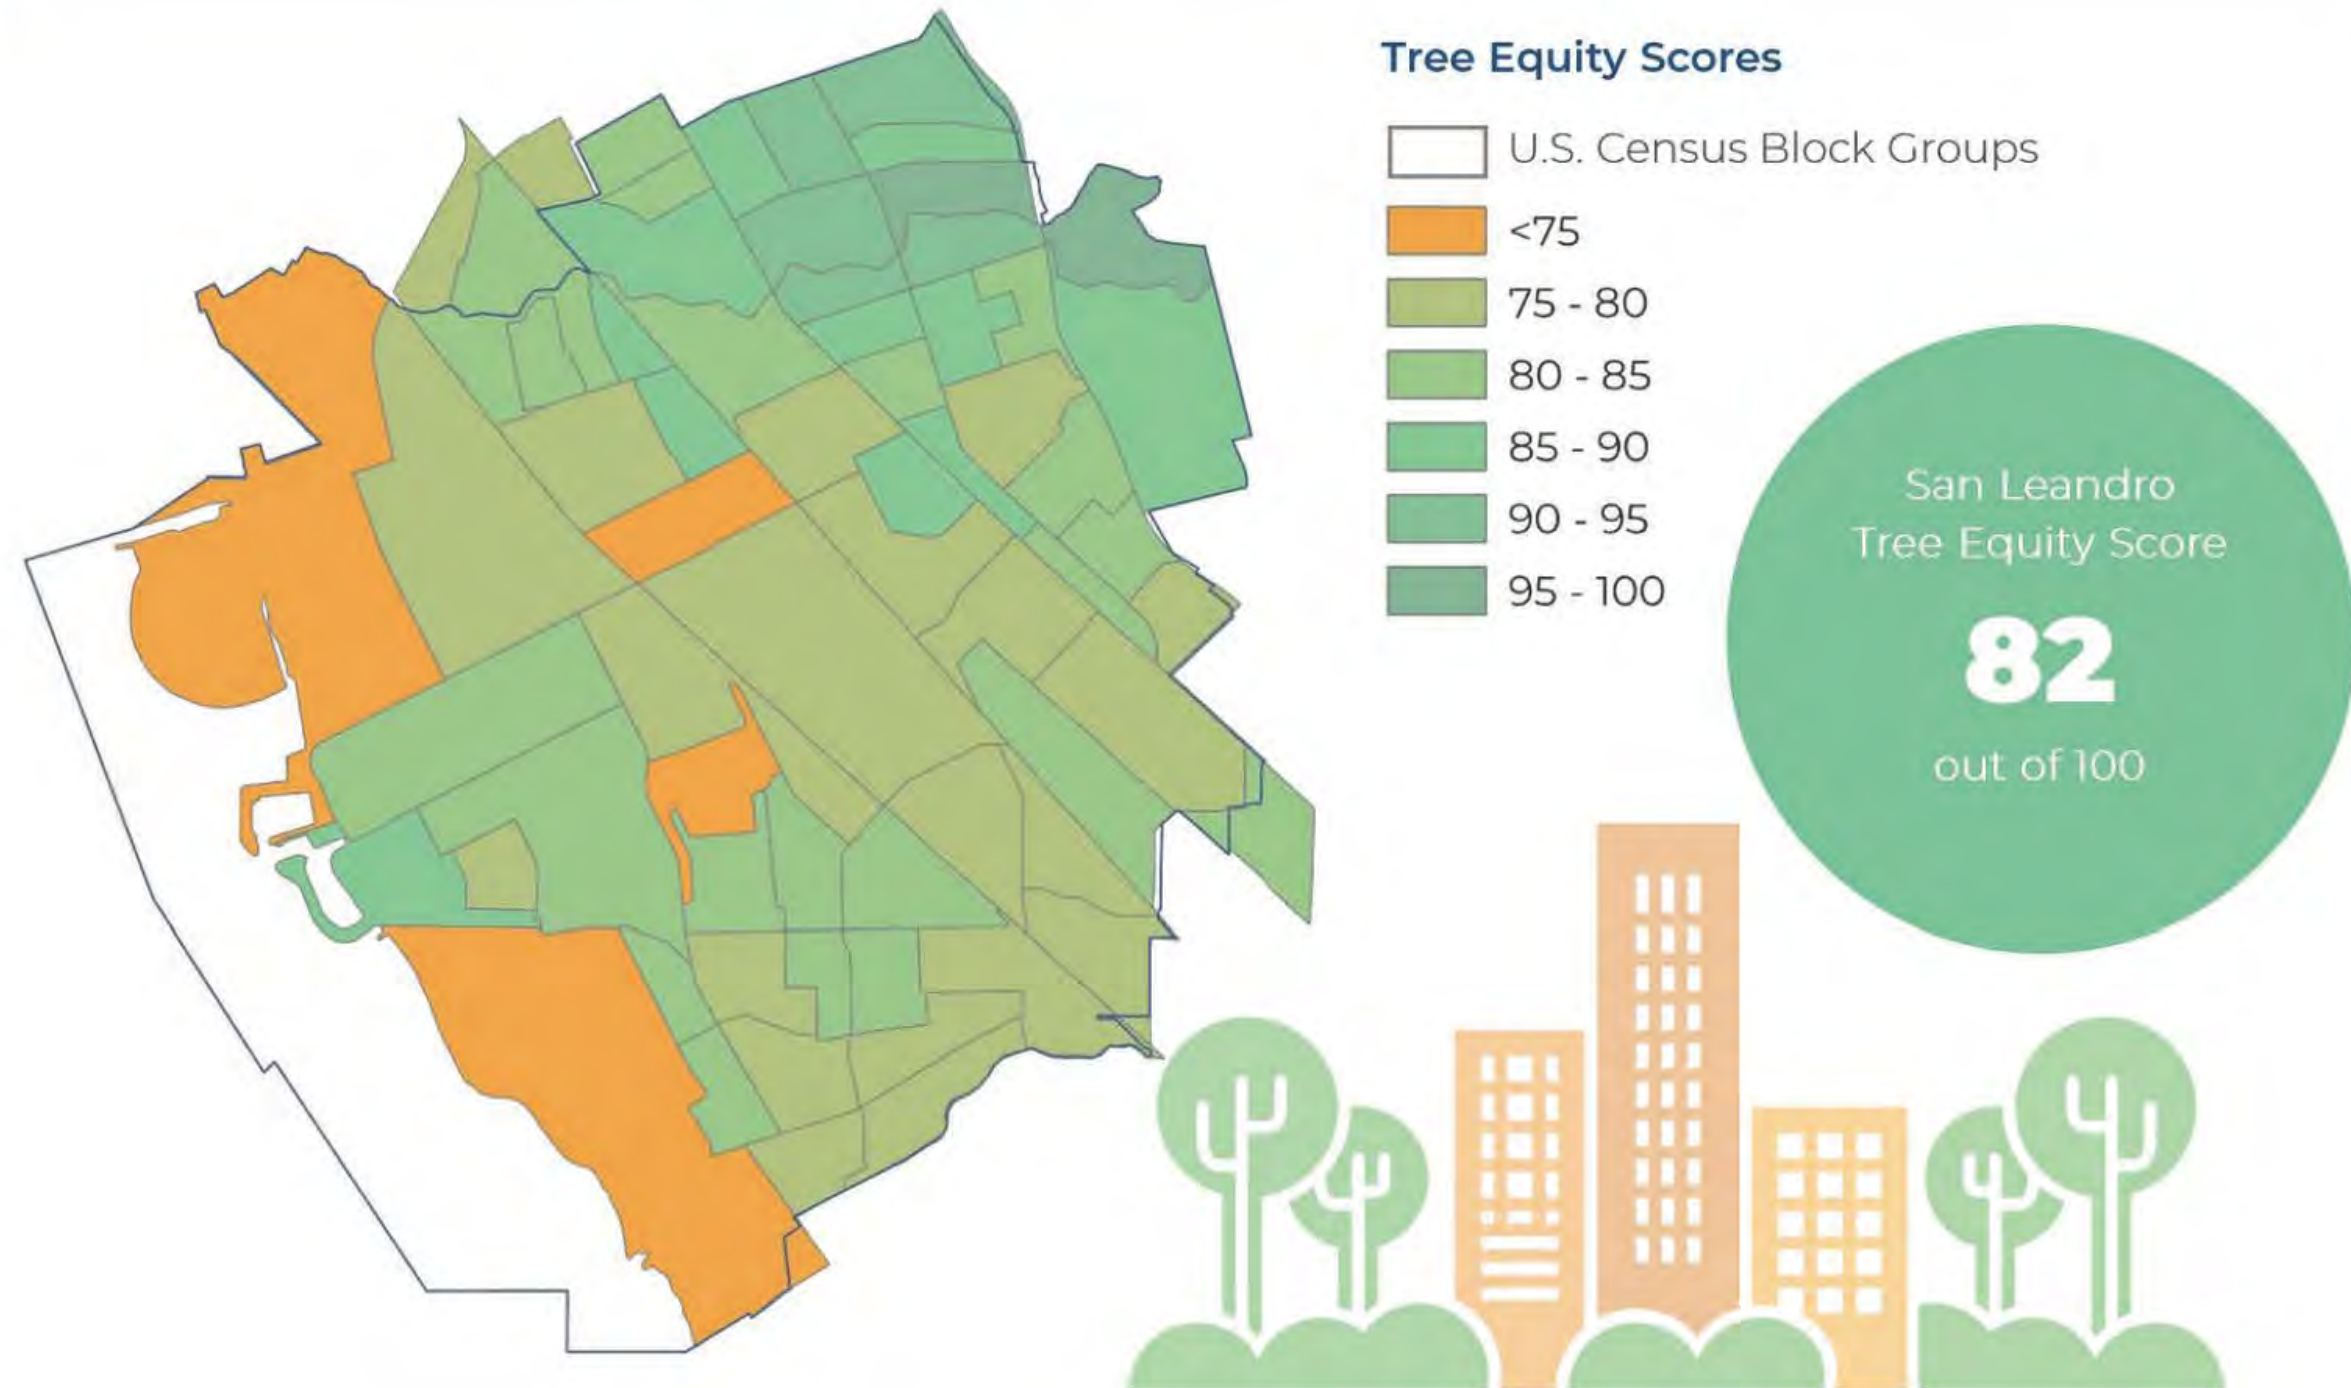 Tree Equity Scores
U.S. Census Block Groups
<75
75 - 80
80 - 85
85 - 90
90 - 95
95 - 100
San Leandro
Tree Equity Score
82
out of 100